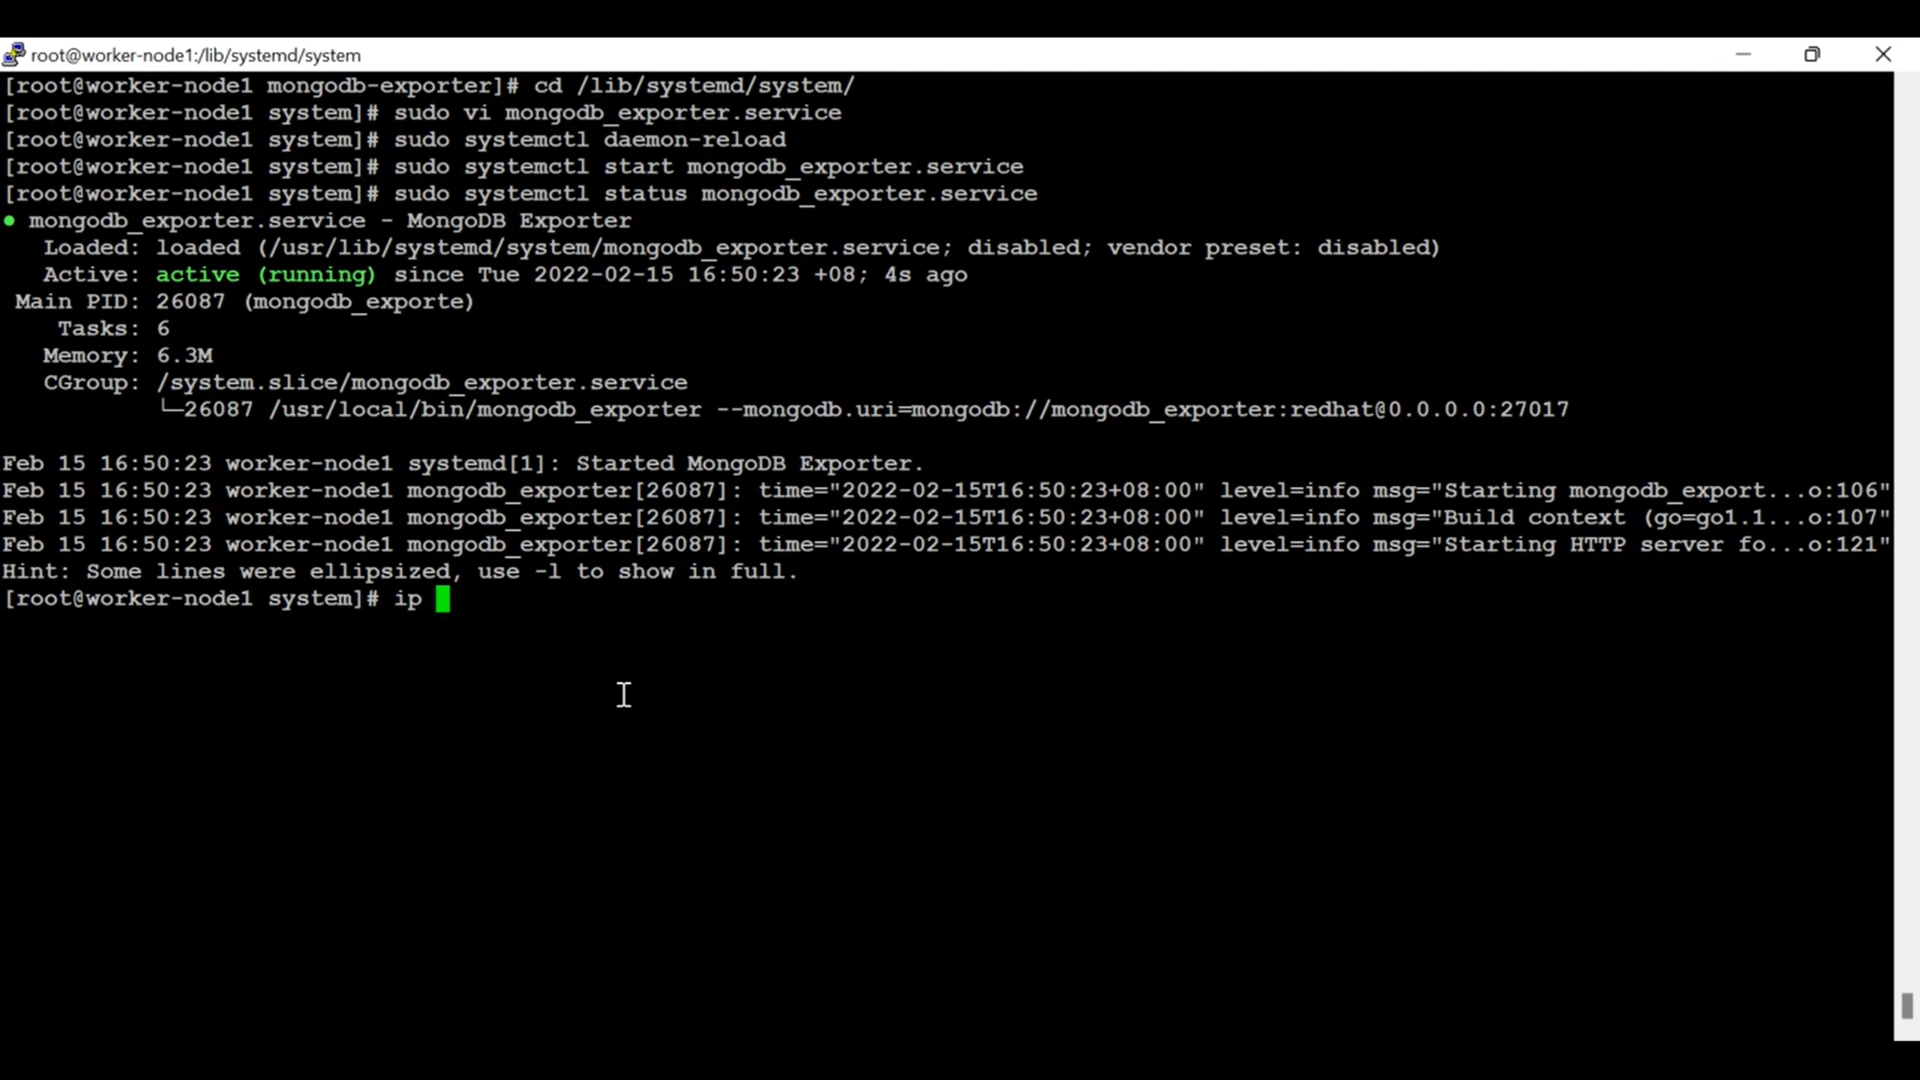 root@worker-node1:/lib/systemd/system
[root@worker-node1 mongodb-exporter]# cd /lib/systemd/system/
[root@worker-node1 system]# sudo vi mongodb_exporter.service
[root@worker-node1 system]# sudo systemctl daemon-reload
[root@worker-node1 system]# sudo systemctl start mongodb_exporter.service
[root@worker-node1 system]# sudo systemctl status mongodb_exporter.service
● mongodb_exporter.service - MongoDB Exporter
   Loaded: loaded (/usr/lib/systemd/system/mongodb_exporter.service; disabled; vendor preset: disabled)
   Active: active (running) since Tue 2022-02-15 16:50:23 +08; 4s ago
 Main PID: 26087 (mongodb_exporte)
    Tasks: 6
   Memory: 6.3M
   CGroup: /system.slice/mongodb_exporter.service
           └─26087 /usr/local/bin/mongodb_exporter --mongodb.uri=mongodb://mongodb_exporter:redhat@0.0.0.0:27017
Feb 15 16:50:23 worker-node1 systemd[1]: Started MongoDB Exporter.
Feb 15 16:50:23 worker-node1 mongodb_exporter[26087]: time="2022-02-15T16:50:23+08:00" level=info msg="Starting mongodb_export...o:106"
Feb 15 16:50:23 worker-node1 mongodb_exporter[26087]: time="2022-02-15T16:50:23+08:00" level=info msg="Build context (go=go1.1...o:107"
Feb 15 16:50:23 worker-node1 mongodb_exporter[26087]: time="2022-02-15T16:50:23+08:00" level=info msg="Starting HTTP server fo...o:121"
Hint: Some lines were ellipsized, use -l to show in full.
[root@worker-node1 system]# ip